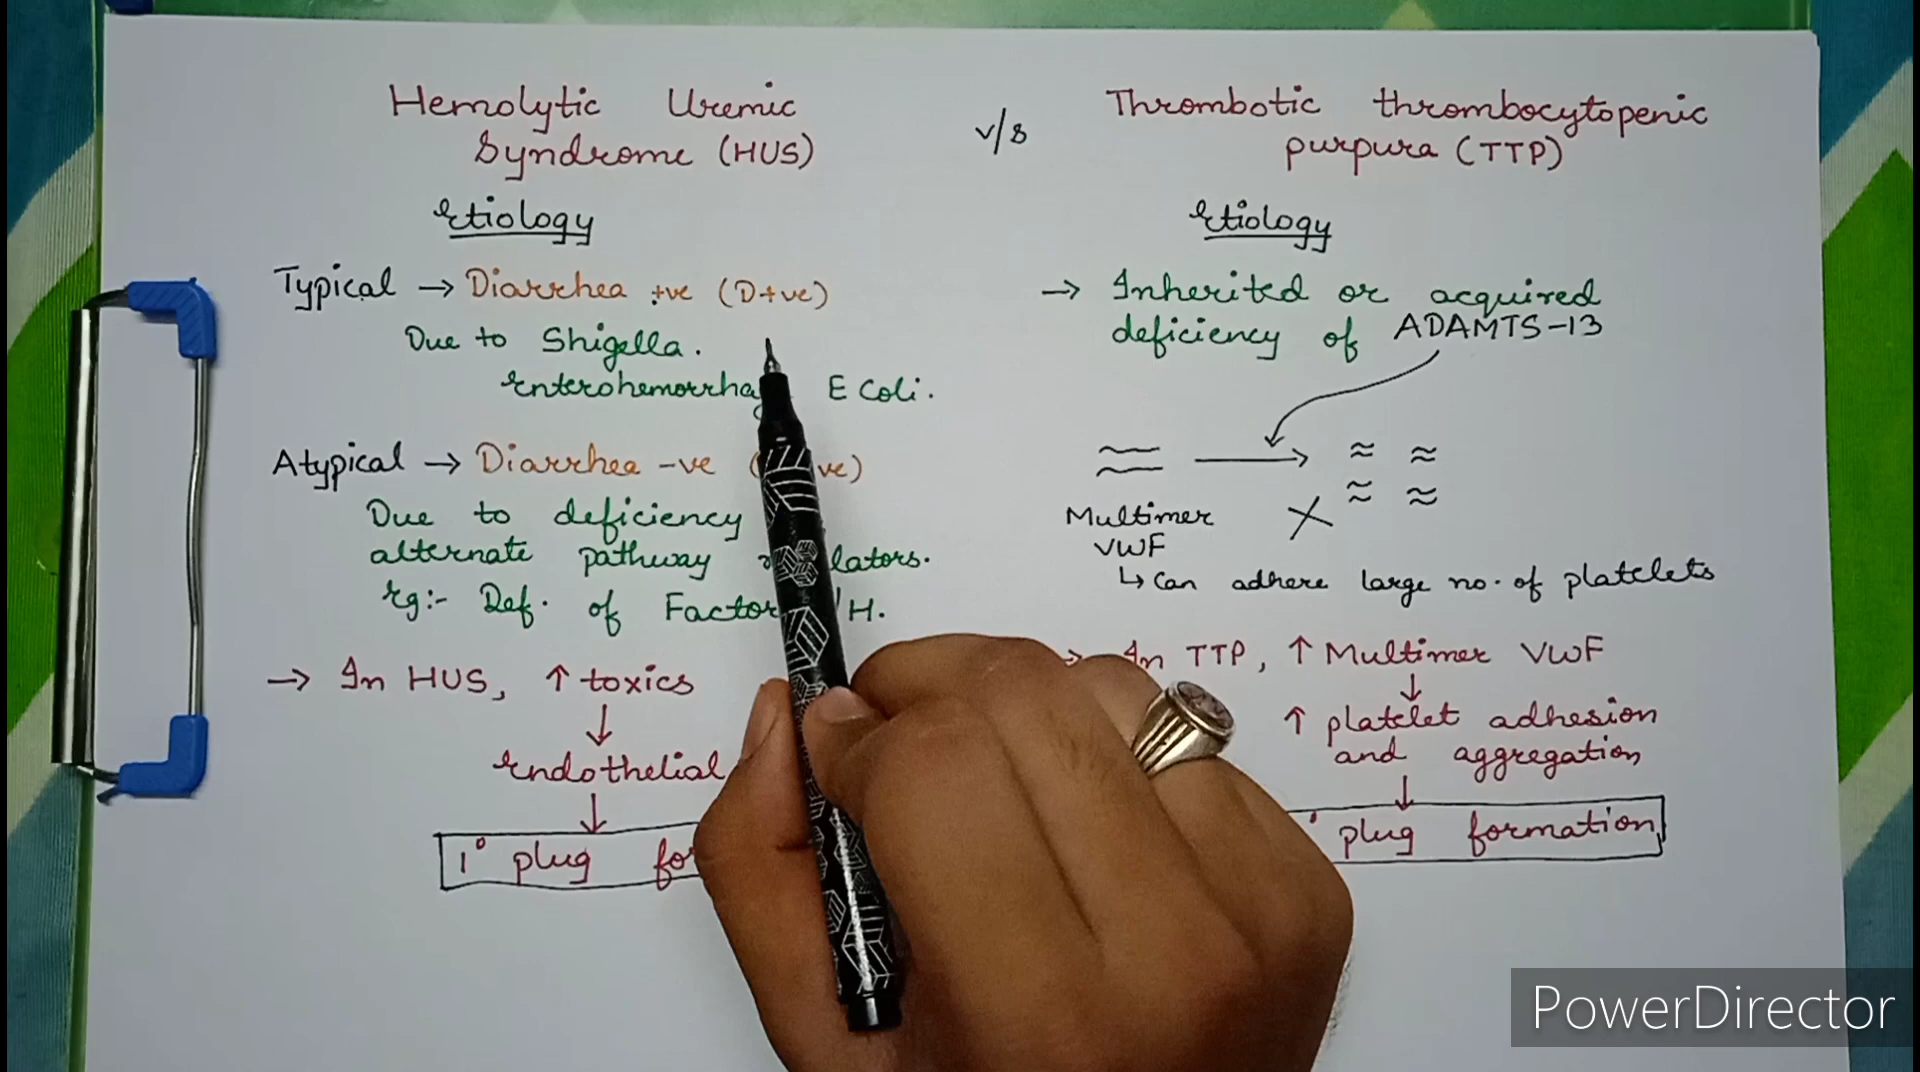 Hemolytic Uremic
Syndrome (HUS)
v/s
Thrombotic thrombocytopenic
purpura (TTP)
Etiology
Typical → Diarrhea +ve (D+ve)
Due to Shigella.
E Coli.
Atypical → Diarrhea -ve
Due to deficiency
alternate pathway
Eg:- Def. of Factor H.
→ In HUS, ↑ toxics
↓
Endothelial
↓
1° plug
Etiology
→ Inherited or acquired
deficiency of ADAMTS-13
Multimer
VWF
↳ Can adhere large no. of platelets
→ In TTP, ↑ Multimer VWF
↓
↑ platelet adhesion
and aggregation
↓
plug formation
PowerDirector